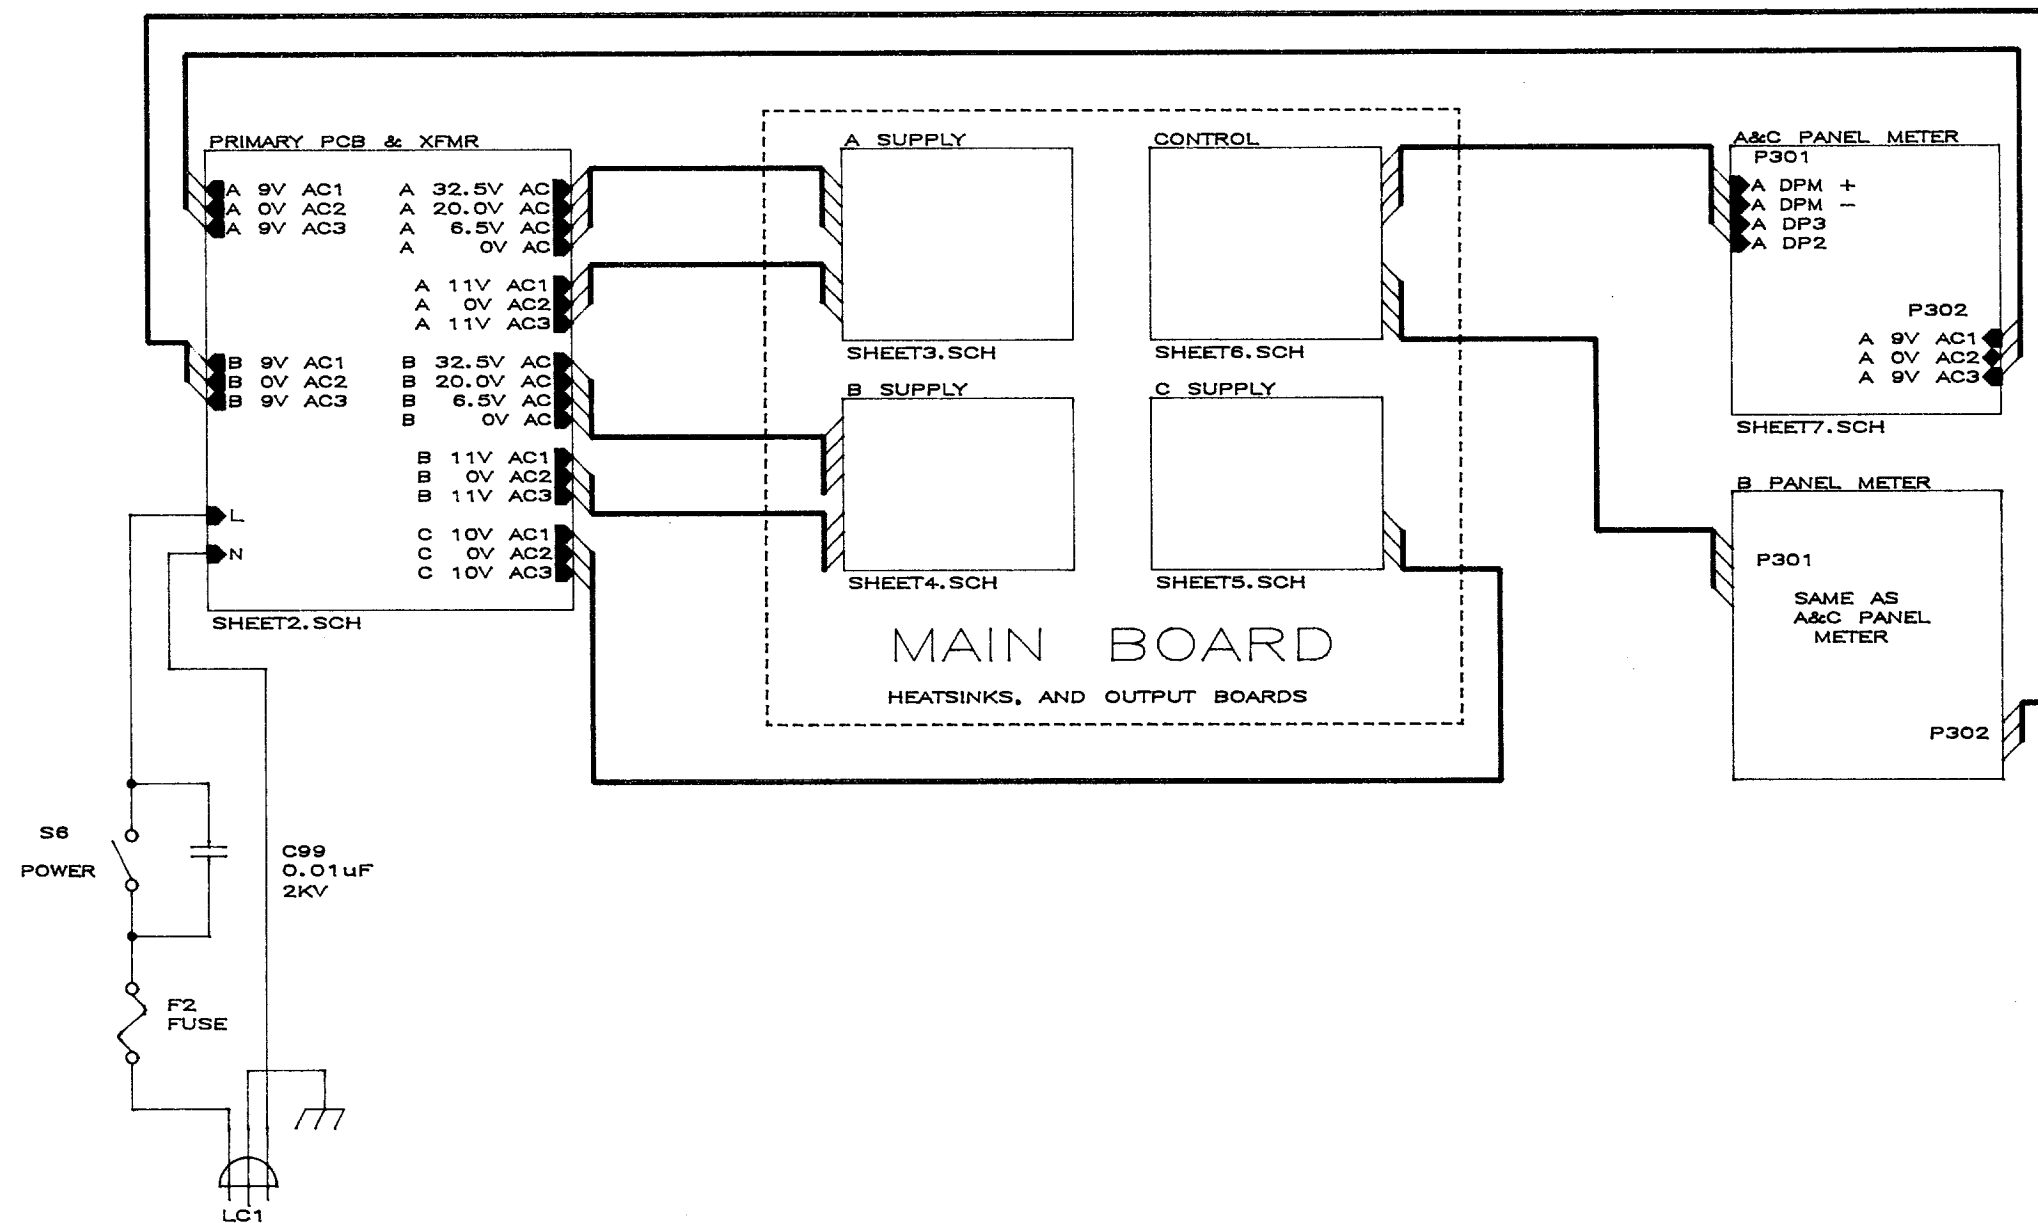 PRIMARY PCB & XFMR
A 9V AC1
A 0V AC2
A 9V AC3
A 32.5V AC
A 20.0V AC
A 6.5V AC
A 0V AC
A 11V AC1
A 0V AC2
A 11V AC3
B 9V AC1
B 0V AC2
B 9V AC3
B 32.5V AC
B 20.0V AC
B 6.5V AC
B 0V AC
B 11V AC1
B 0V AC2
B 11V AC3
L
N
C 10V AC1
C 0V AC2
C 10V AC3
SHEET2.SCH
A SUPPLY
SHEET3.SCH
CONTROL
SHEET6.SCH
B SUPPLY
SHEET4.SCH
C SUPPLY
SHEET5.SCH
MAIN BOARD
HEATSINKS, AND OUTPUT BOARDS
A&C PANEL METER
P301
A DPM +
A DPM -
A DP3
A DP2
P302
A 9V AC1
A 0V AC2
A 9V AC3
SHEET7.SCH
B PANEL METER
P301
SAME AS
A&C PANEL
METER
P302
S6
POWER
C99
0.01uF
2KV
F2
FUSE
LC1